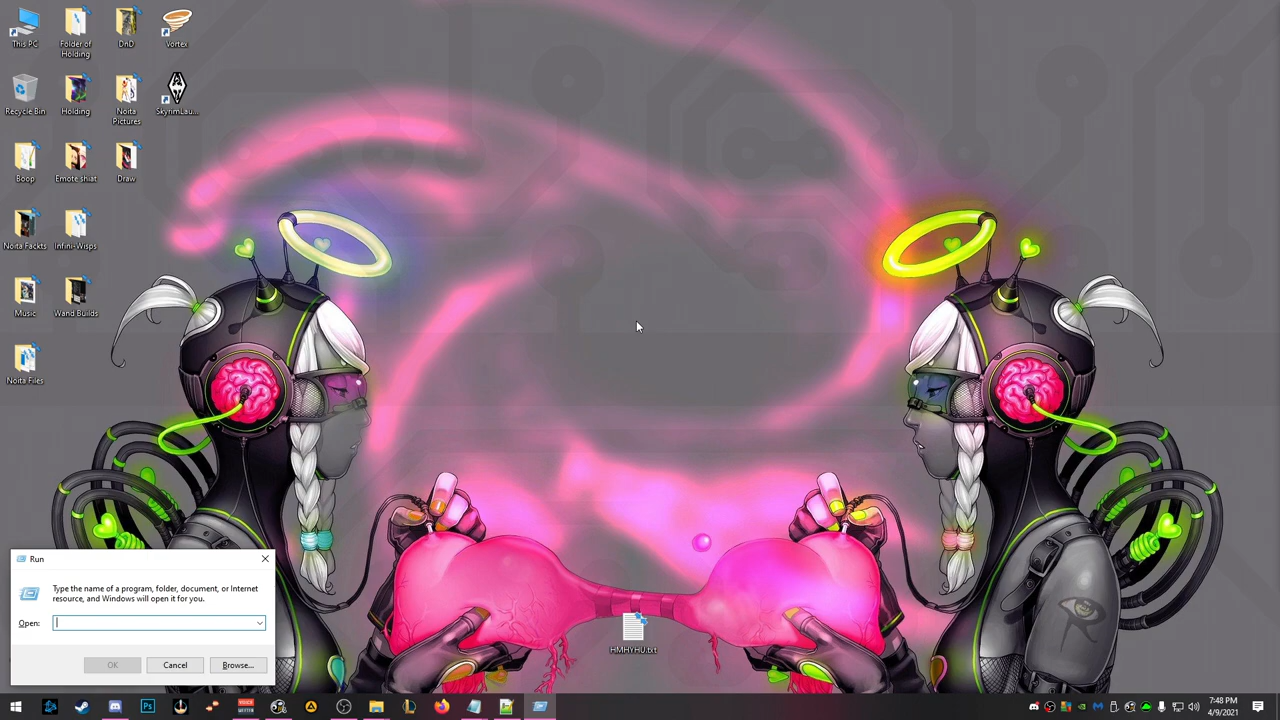 This PC
Folder of
Holding
DnD
Vortex
Recycle Bin
Holding
Noita
Pictures
SkyrimLau...
Boop
Emote shiat
Draw
Noita Fackts
Infini-Wisps
Music
Wand Builds
Noita Files
Run
Type the name of a program, folder, document, or Internet
resource, and Windows will open it for you.
Open:
OK
Cancel
Browse...
HMHYHU.txt
Ps
7:48 PM
4/9/2021